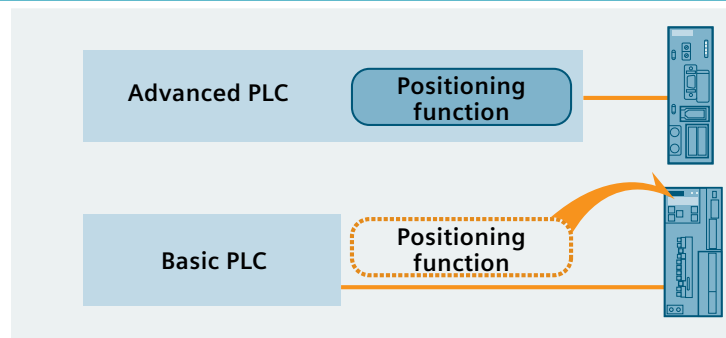 Advanced PLC
Positioning
function
Basic PLC
Positioning
function